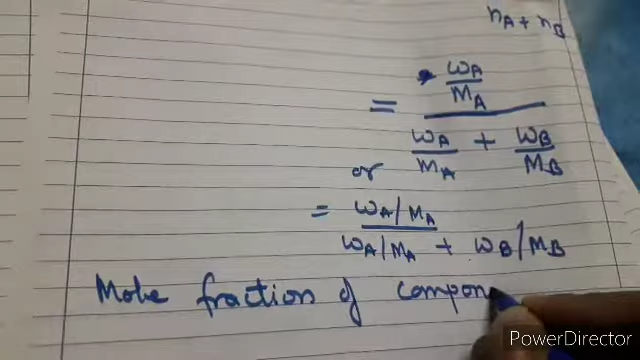 nA + nB
= wA/MA / wA/MA + wB/MB
or
= wA/MA / wA/MA + wB/MB
Mole fraction of compon
PowerDirector